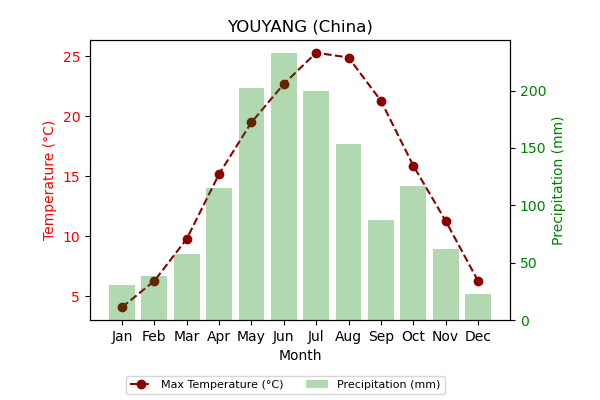 YOUYANG (China)
25
20
15
10
5
Temperature (°C)
200
150
100
50
0
Precipitation (mm)
Jan Feb Mar Apr May Jun Jul Aug Sep Oct Nov Dec
Month
Max Temperature (°C) Precipitation (mm)